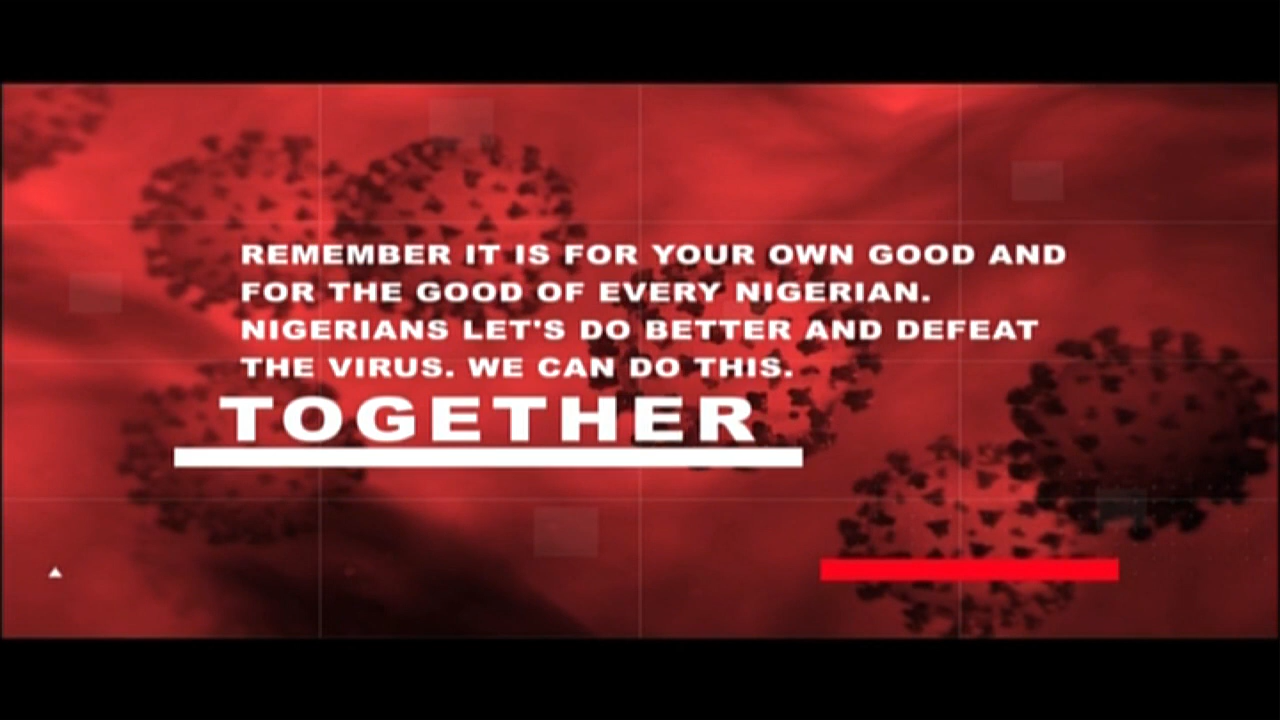 REMEMBER IT IS FOR YOUR OWN GOOD AND
FOR THE GOOD OF EVERY NIGERIAN.
NIGERIANS LET'S DO BETTER AND DEFEAT
THE VIRUS. WE CAN DO THIS.
TOGETHER